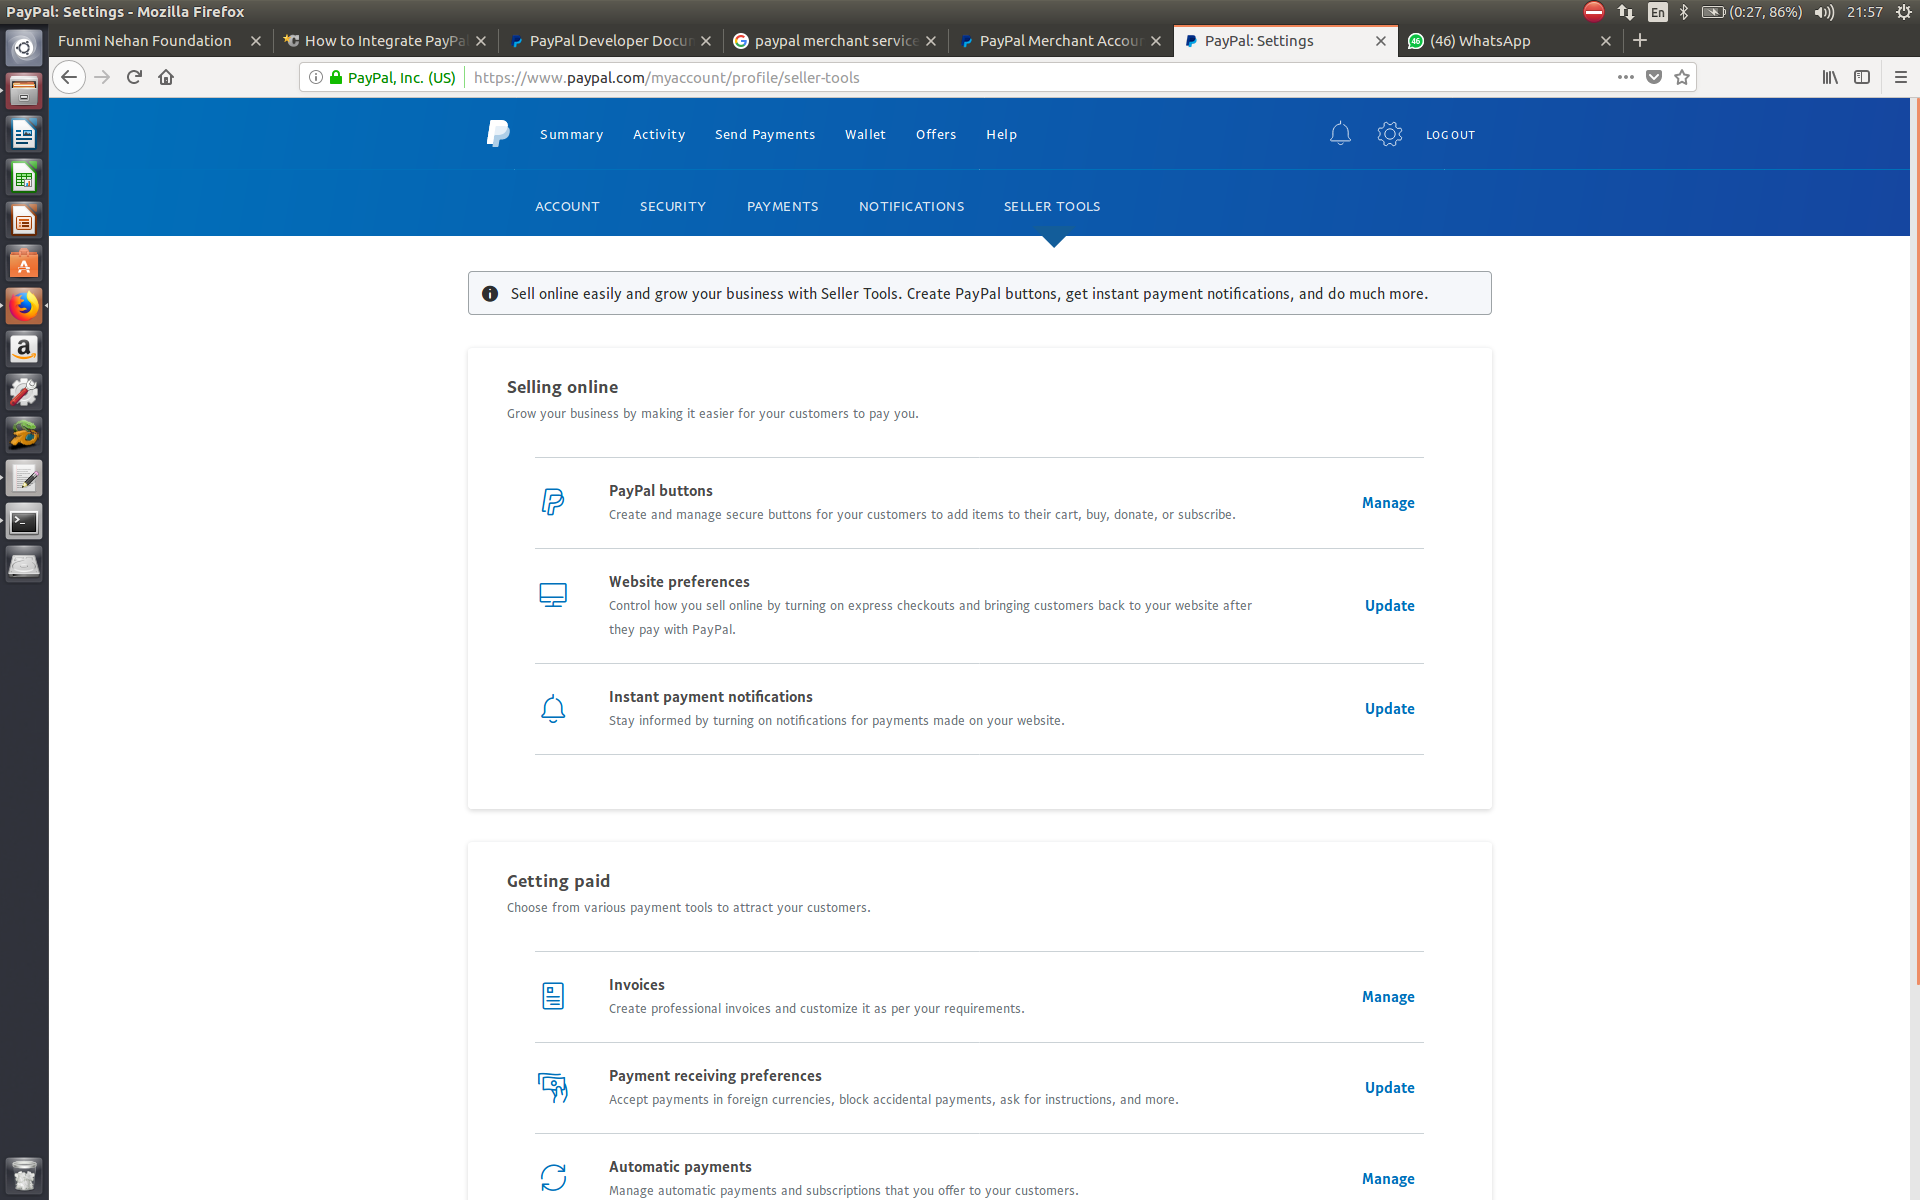 PayPal: Settings - Mozilla Firefox
En
(0:27, 86%)
21:57
Funmi Nehan Foundation
How to Integrate PayPa
PayPal Developer Docu
paypal merchant service
PayPal Merchant Accou
PayPal: Settings
46
(46) WhatsApp
PayPal, Inc. (US)
https://www.paypal.com/myaccount/profile/seller-tools
Summary
Activity
Send Payments
Wallet
Offers
Help
LOG OUT
ACCOUNT
SECURITY
PAYMENTS
NOTIFICATIONS
SELLER TOOLS
Sell online easily and grow your business with Seller Tools. Create PayPal buttons, get instant payment notifications, and do much more.
Selling online
Grow your business by making it easier for your customers to pay you.
PayPal buttons
Create and manage secure buttons for your customers to add items to their cart, buy, donate, or subscribe.
Manage
Website preferences
Control how you sell online by turning on express checkouts and bringing customers back to your website after
they pay with PayPal.
Update
Instant payment notifications
Stay informed by turning on notifications for payments made on your website.
Update
Getting paid
Choose from various payment tools to attract your customers.
Invoices
Create professional invoices and customize it as per your requirements.
Manage
Payment receiving preferences
Accept payments in foreign currencies, block accidental payments, ask for instructions, and more.
Update
Automatic payments
Manage automatic payments and subscriptions that you offer to your customers.
Manage